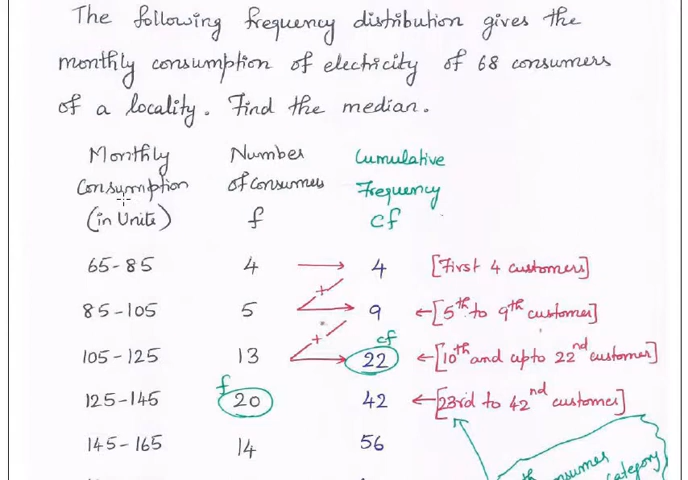 The following frequency distribution gives the
monthly consumption of electricity of 68 consumers
of a locality. Find the median.
Monthly Consumption (in Units) Number of consumers f Cumulative Frequency cf
65-85 4 4 [First 4 customers]
+
85-105 5 9 ←[5th to 9th customer]
+ cf
105-125 13 22 ←[10th and upto 22nd customer]
f
125-145 20 42 ←[23rd to 42nd customer]
145-165 14 56
consumes
category